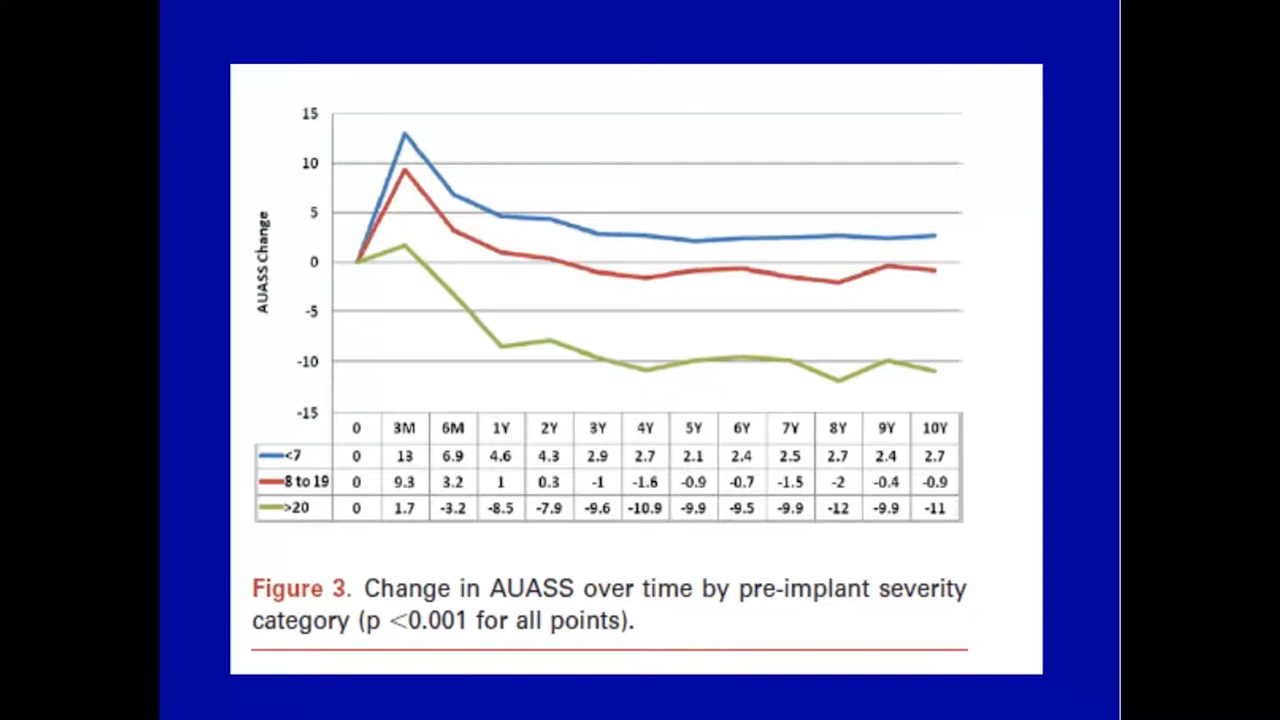 15
10
5
0
-5
-10
-15
AUASS Change
0 3M 6M 1Y 2Y 3Y 4Y 5Y 6Y 7Y 8Y 9Y 10Y
<7 0 13 6.9 4.6 4.3 2.9 2.7 2.1 2.4 2.5 2.7 2.4 2.7
8 to 19 0 9.3 3.2 1 0.3 -1 -1.6 -0.9 -0.7 -1.5 -2 -0.4 -0.9
>20 0 1.7 -3.2 -8.5 -7.9 -9.6 -10.9 -9.9 -9.5 -9.9 -12 -9.9 -11
Figure 3. Change in AUASS over time by pre-implant severity
category (p <0.001 for all points).